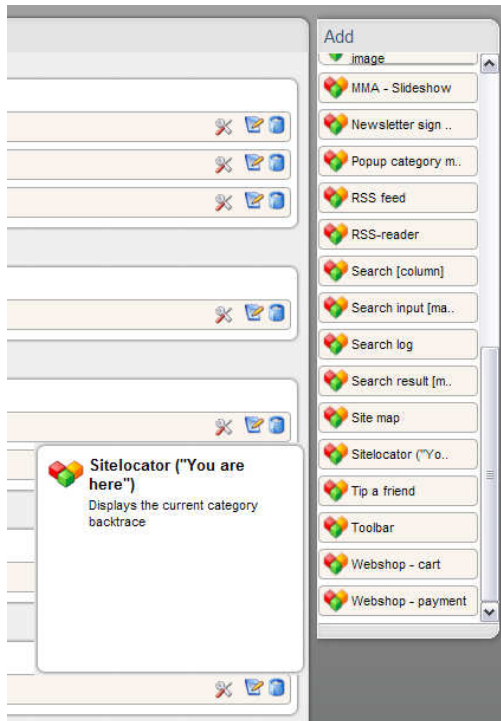 Add
image
MMA - Slideshow
Newsletter sign ..
Popup category m..
RSS feed
RSS-reader
Search [column]
Search input [ma..
Search log
Search result [m..
Site map
Sitelocator ("Yo..
Tip a friend
Toolbar
Webshop - cart
Webshop - payment
Sitelocator ("You are
here")
Displays the current category
backtrace